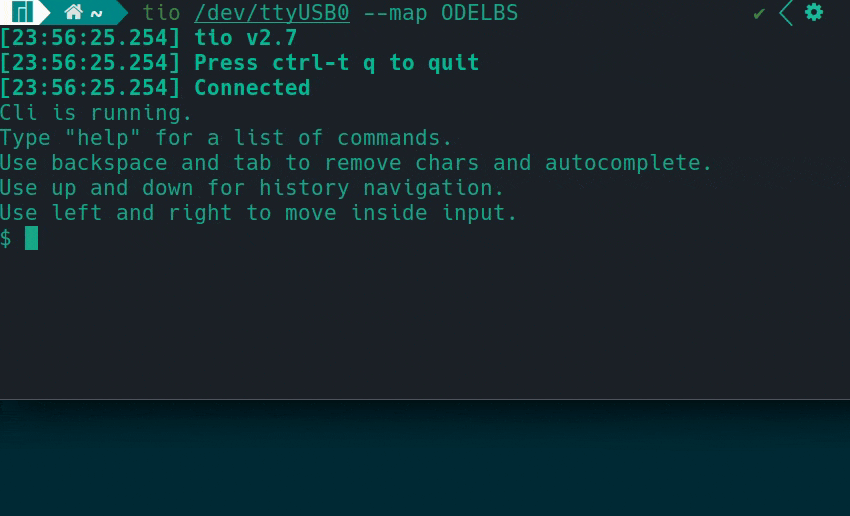 ~ tio /dev/ttyUSB0 --map ODELBS ✔
[23:56:25.254] tio v2.7
[23:56:25.254] Press ctrl-t q to quit
[23:56:25.254] Connected
Cli is running.
Type "help" for a list of commands.
Use backspace and tab to remove chars and autocomplete.
Use up and down for history navigation.
Use left and right to move inside input.
$